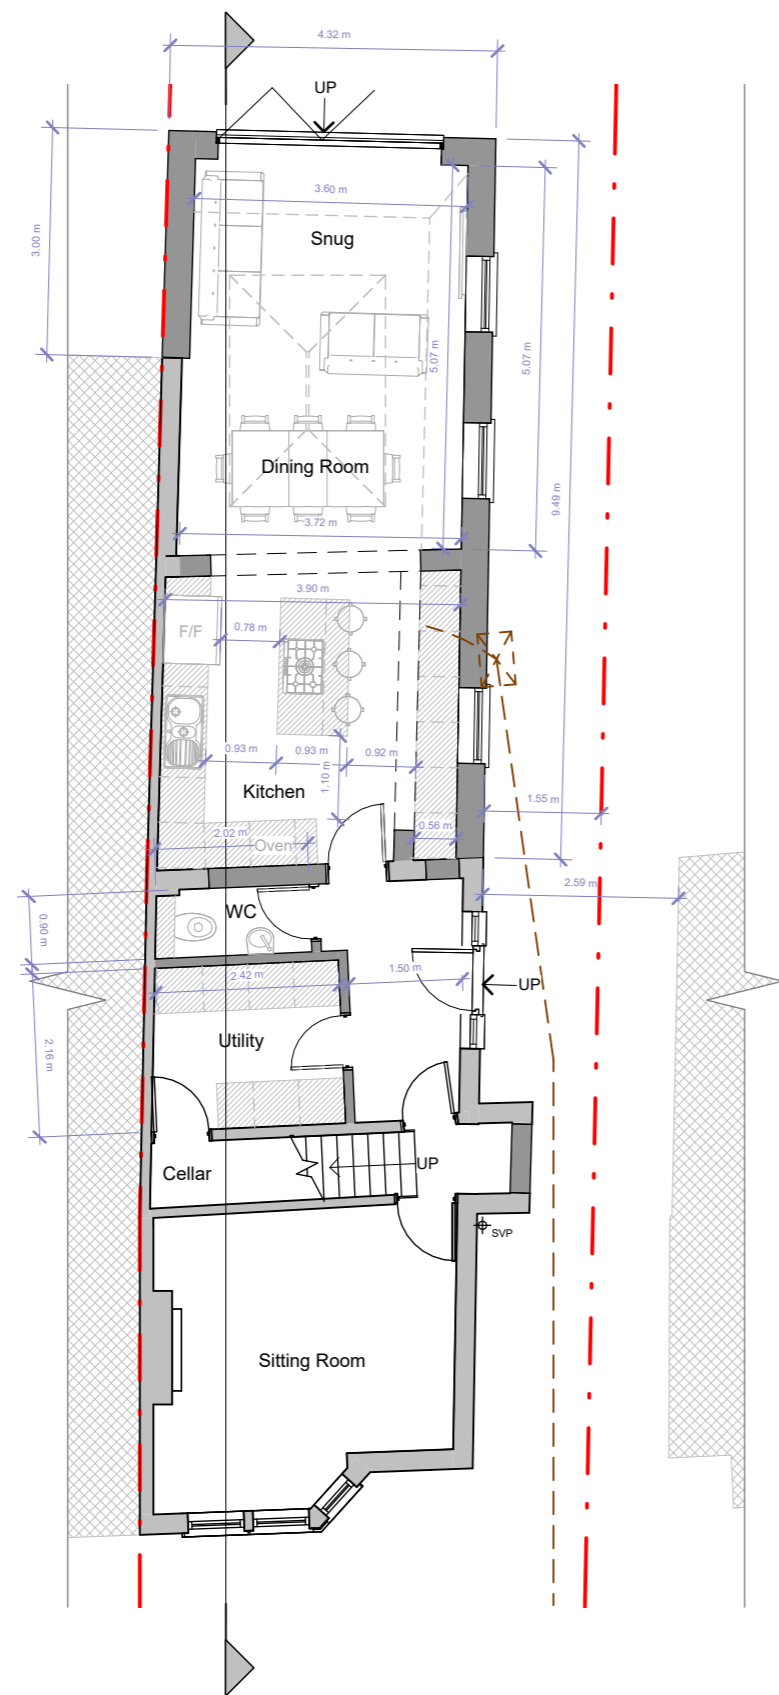 4.32 m
UP
3.00 m
3.60 m
Snug
5.07 m
5.07 m
9.49 m
Dining Room
3.72 m
3.90 m
F/F
0.78 m
0.93 m
0.93 m
0.92 m
1.10 m
Kitchen
1.55 m
2.02 m
Oven
0.56 m
2.59 m
0.90 m
WC
2.42 m
1.50 m
UP
2.16 m
Utility
Cellar
UP
SVP
Sitting Room